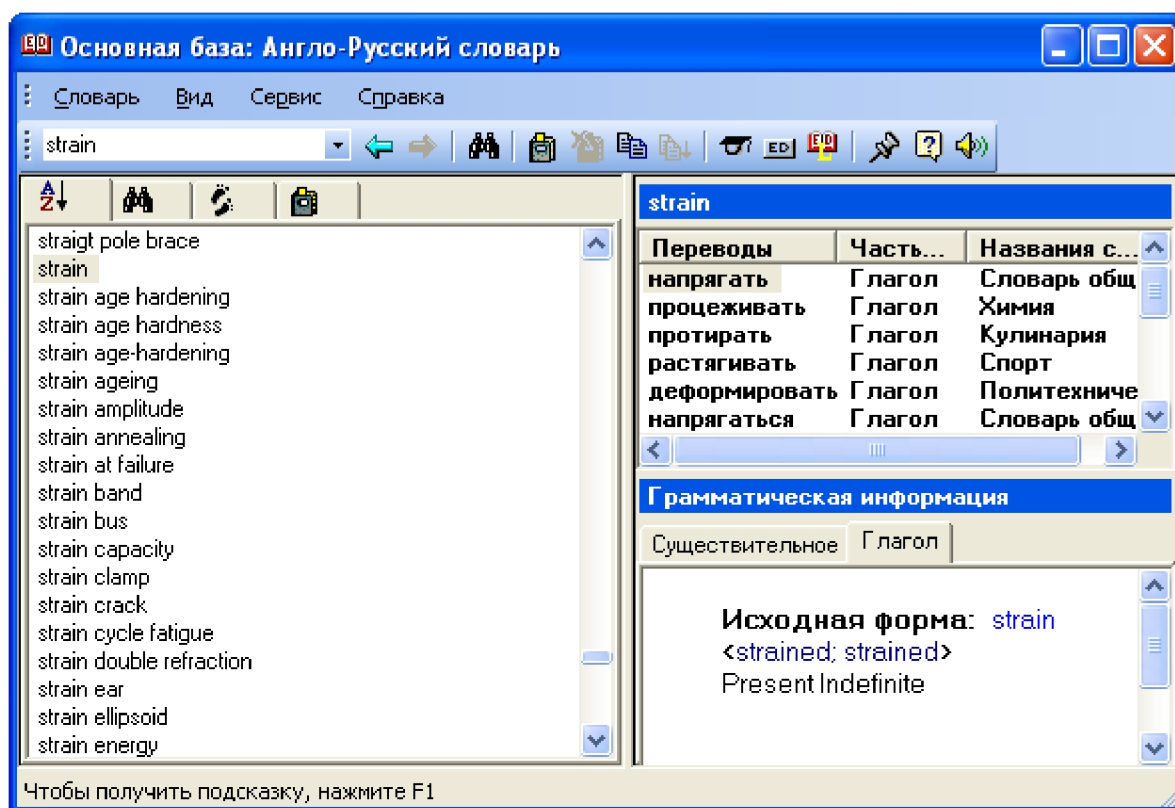 Основная база: Англо-Русский словарь
Словарь Вид Сервис Справка
strain
straigt pole brace
strain
strain age hardening
strain age hardness
strain age-hardening
strain ageing
strain amplitude
strain annealing
strain at failure
strain band
strain bus
strain capacity
strain clamp
strain crack
strain cycle fatigue
strain double refraction
strain ear
strain ellipsoid
strain energy
strain
Переводы Часть... Названия с...
напрягать Глагол Словарь общ
процеживать Глагол Химия
протирать Глагол Кулинария
растягивать Глагол Спорт
деформировать Глагол Политехниче
напрягаться Глагол Словарь общ
Грамматическая информация
Существительное Глагол
Исходная форма: strain
<strained; strained>
Present Indefinite
Чтобы получить подсказку, нажмите F1